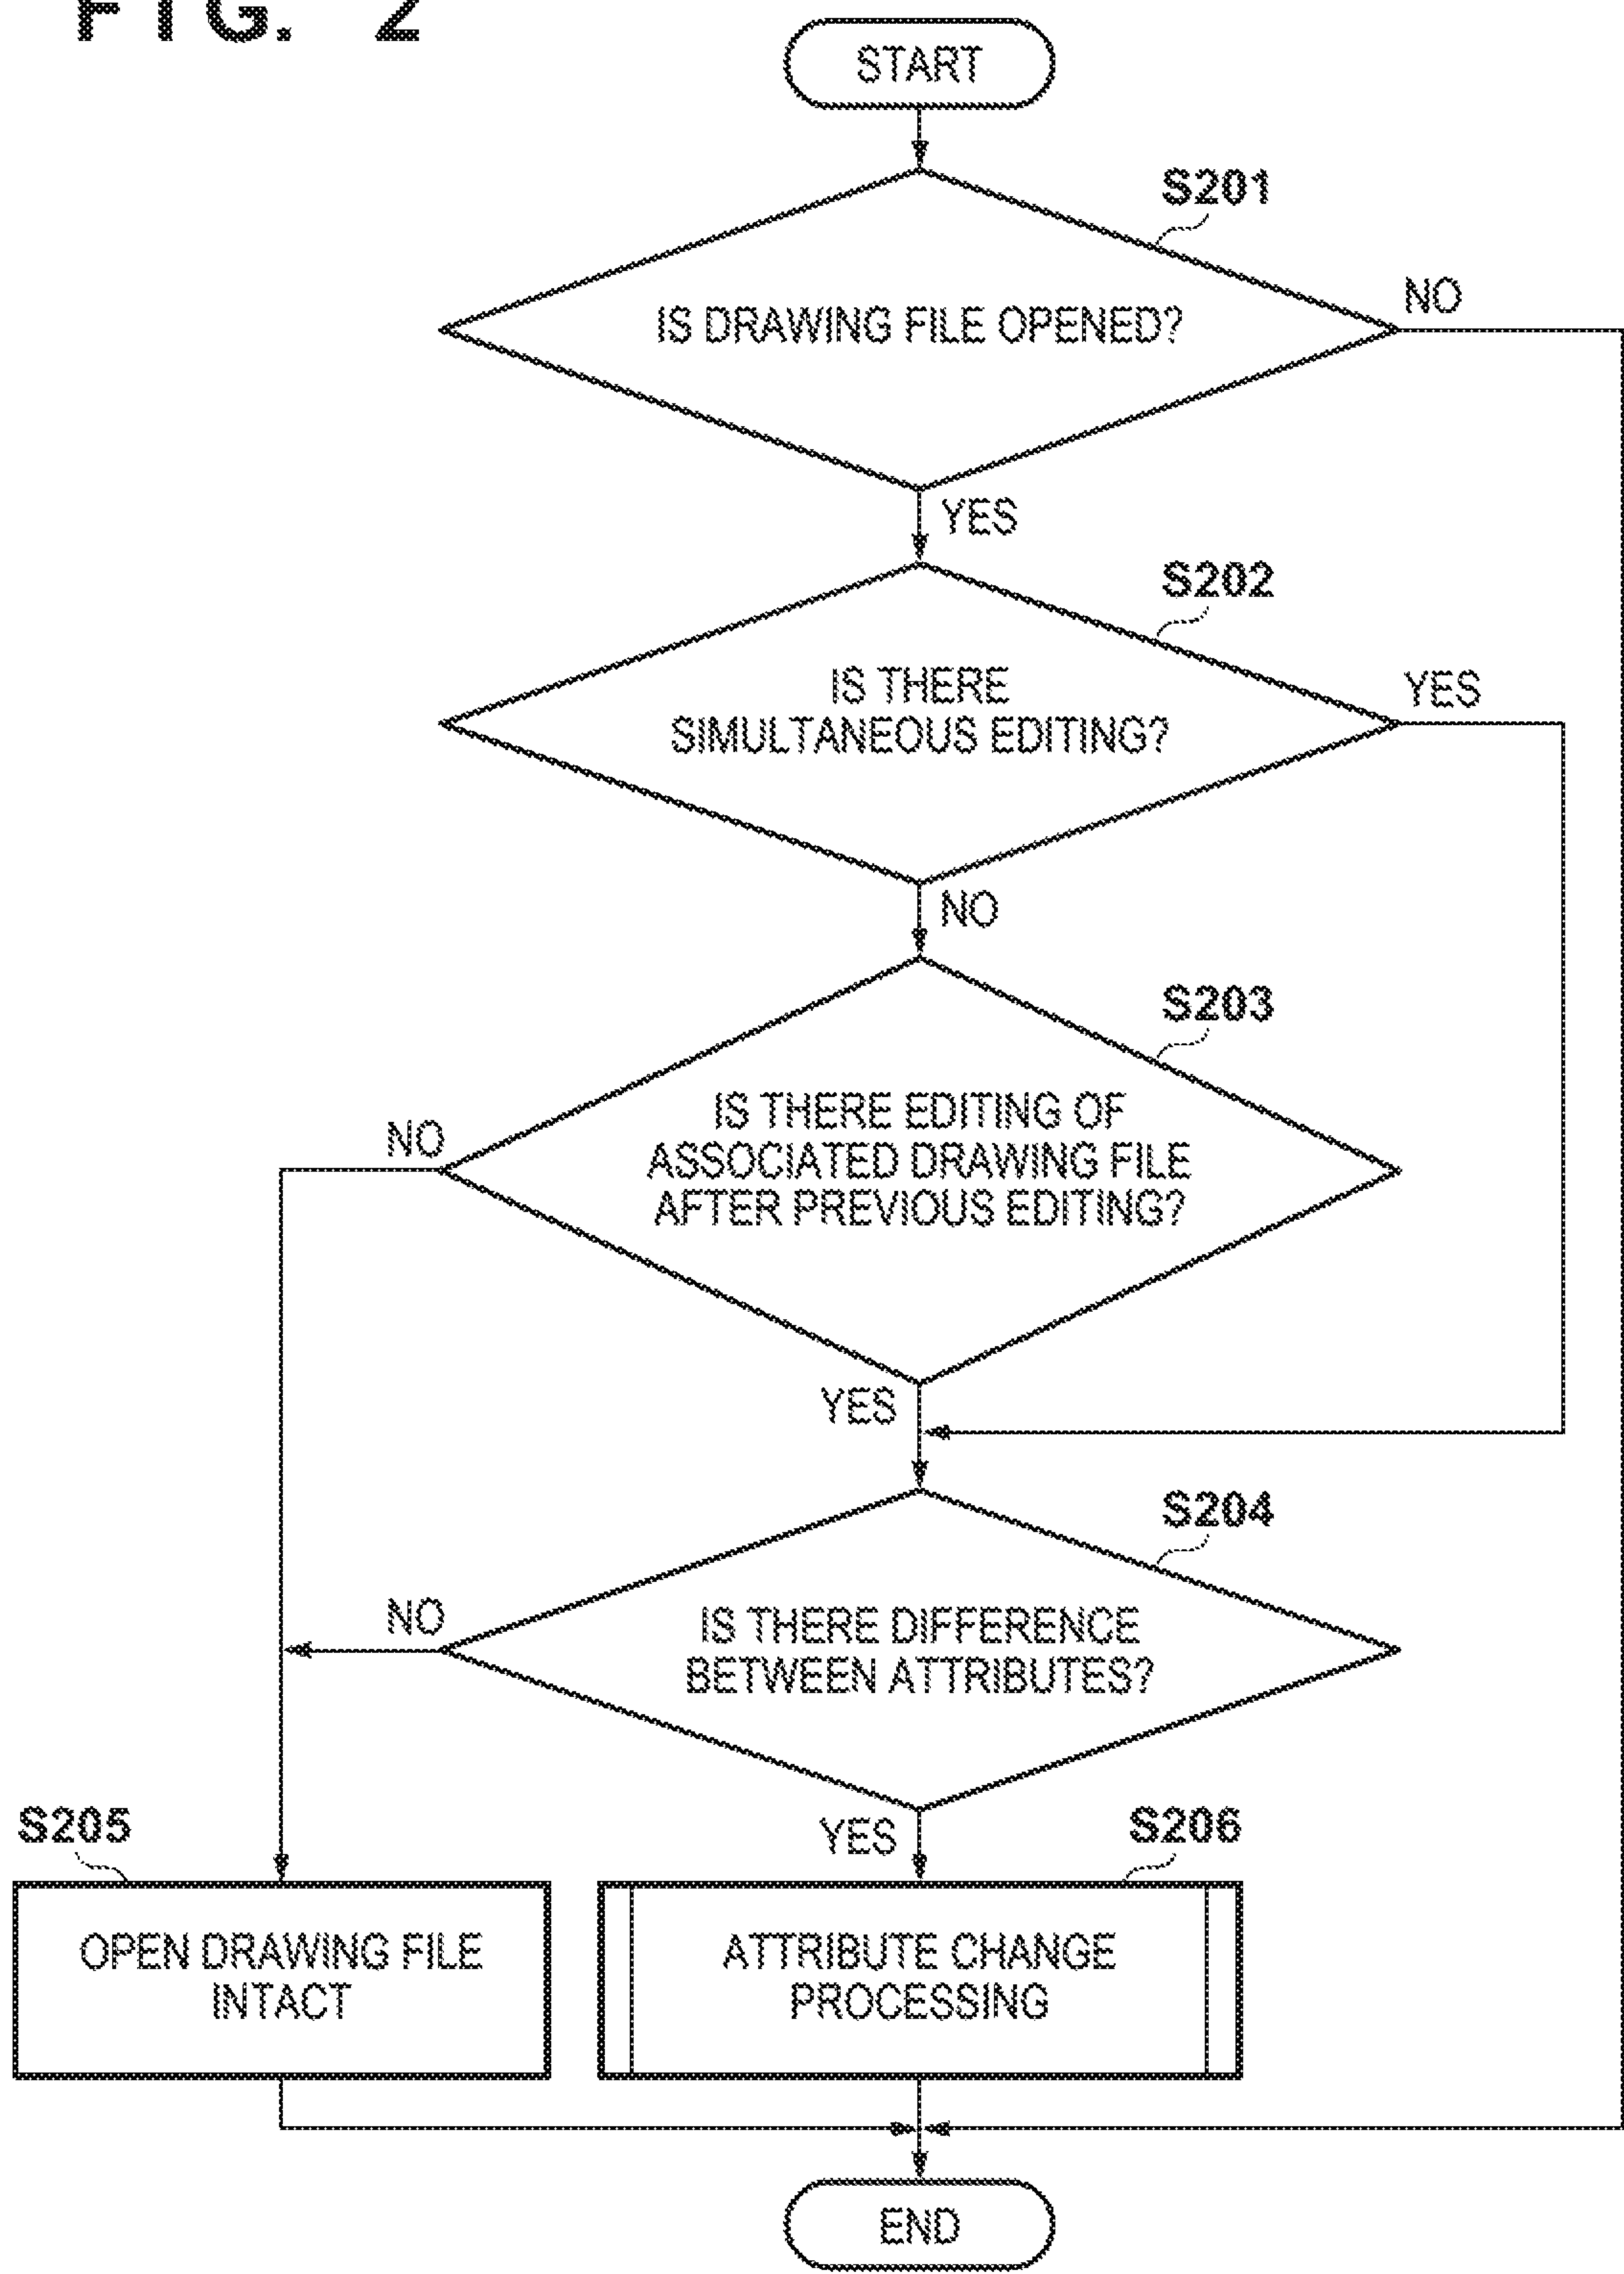 FIG. 2
START
S201
IS DRAWING FILE OPENED?
NO
YES
S202
IS THERE
SIMULTANEOUS EDITING?
YES
NO
S203
IS THERE EDITING OF
ASSOCIATED DRAWING FILE
AFTER PREVIOUS EDITING?
NO
YES
S204
IS THERE DIFFERENCE
BETWEEN ATTRIBUTES?
NO
YES
S205
OPEN DRAWING FILE
INTACT
S206
ATTRIBUTE CHANGE
PROCESSING
END